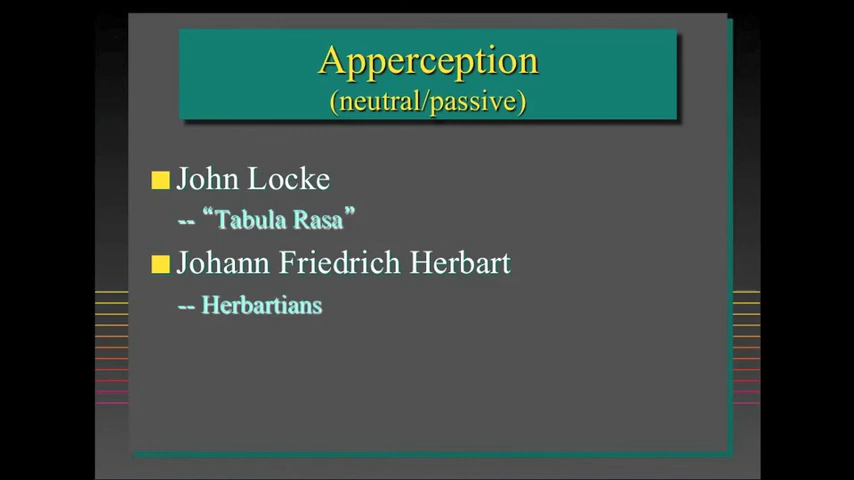 Apperception
(neutral/passive)
John Locke
-- “Tabula Rasa”
Johann Friedrich Herbart
-- Herbartians